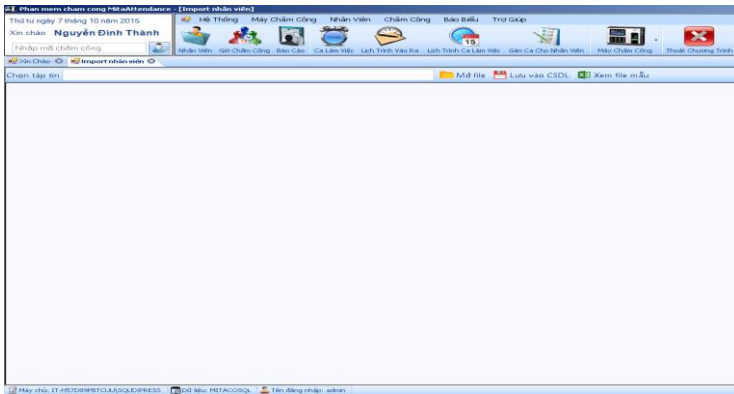 Phan mem cham cong MitaAttendance - [Import nhân viên]
Thứ tư ngày 7 tháng 10 năm 2015
Hệ Thống Máy Chấm Công Nhân Viên Chấm Công Báo Biểu Trợ Giúp
Xin chào Nguyễn Đình Thành
Nhập mã chấm công
Nhân Viên Giờ Chấm Công Báo Cáo Ca Làm Việc Lịch Trình Vào Ra Lịch Trình Ca Làm Việc Gán Ca Cho Nhân Viên Máy Chấm Công Thoát Chương Trình
15
Xin Chào Import nhân viên
Chọn tập tin Mở file Lưu vào CSDL Xem file mẫu
Máy chủ: Dữ liệu: MITACOSQL Tên đăng nhập: admin